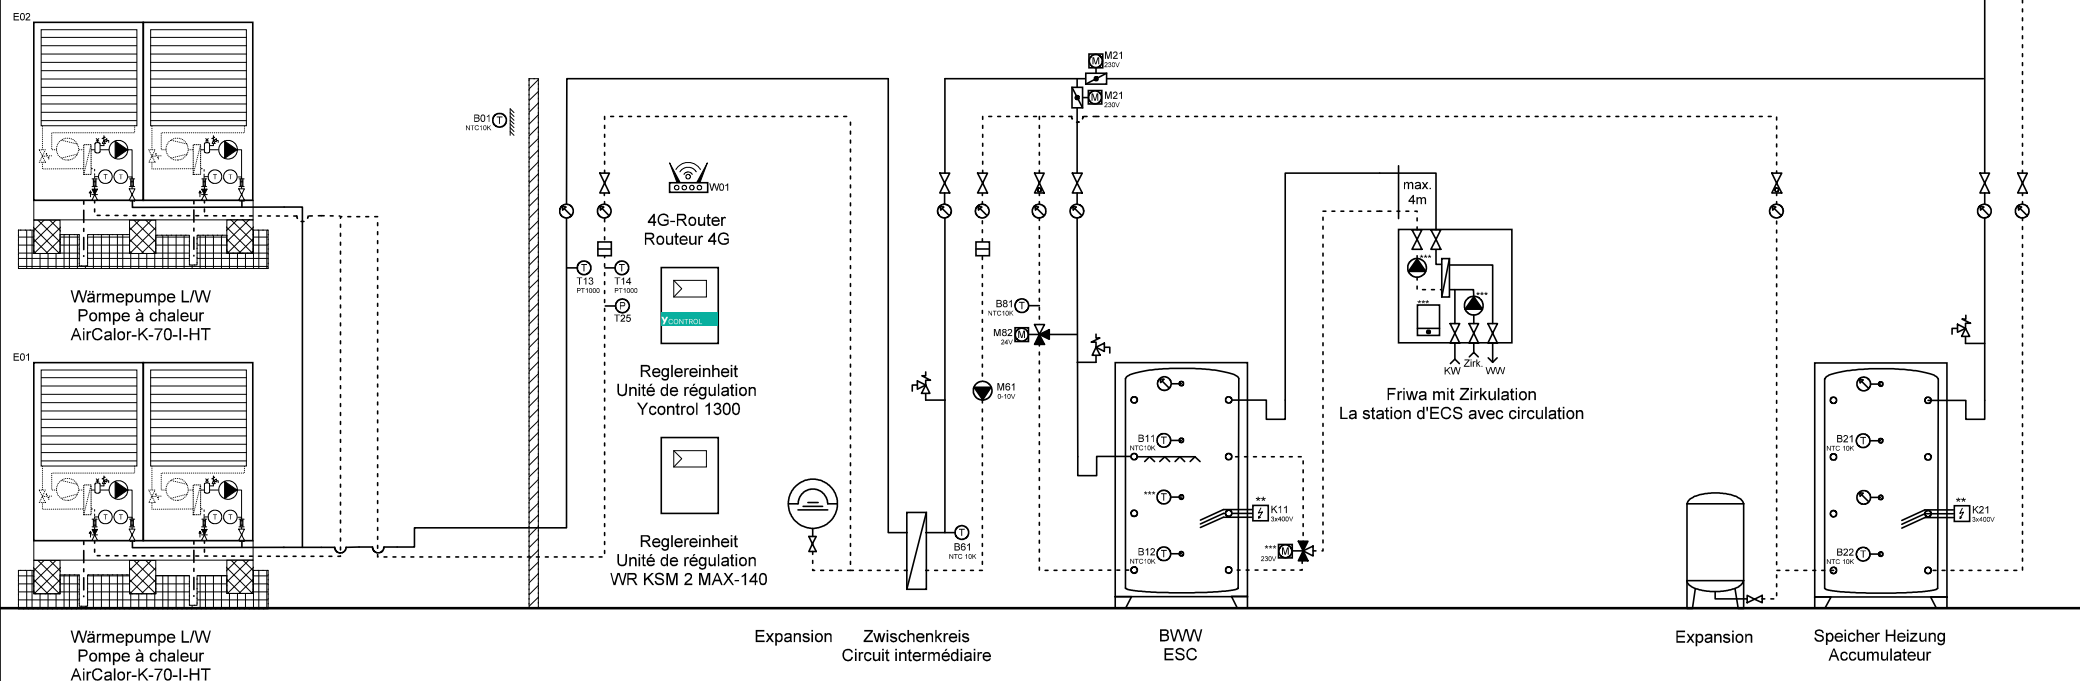 E02
T T
T T
Wärmepumpe L/W
Pompe à chaleur
AirCalor-K-70-I-HT
E01
T T
T T
Wärmepumpe L/W
Pompe à chaleur
AirCalor-K-70-I-HT
B01 T
NTC10K
W01
4G-Router
Routeur 4G
T
T13
PT1000
T
T14
PT1000
P
T25
YCONTROL
Reglereinheit
Unité de régulation
Ycontrol 1300
Reglereinheit
Unité de régulation
WR KSM 2 MAX-140
Expansion
Zwischenkreis
Circuit intermédiaire
T
B61
NTC 10K
M61
0-10V
M M21
230V
M M21
230V
B81 T
NTC10K
M82 M
24V
B11 T
NTC10K
*** T
B12 T
NTC10K
**
K11
3x400V
*** M
230V
BWW
ESC
max.
4m
***
***
***
KW Zirk. WW
Friwa mit Zirkulation
La station d'ECS avec circulation
Expansion
B21 T
NTC 10K
**
K21
3x400V
B22 T
NTC 10K
Speicher Heizung
Accumulateur